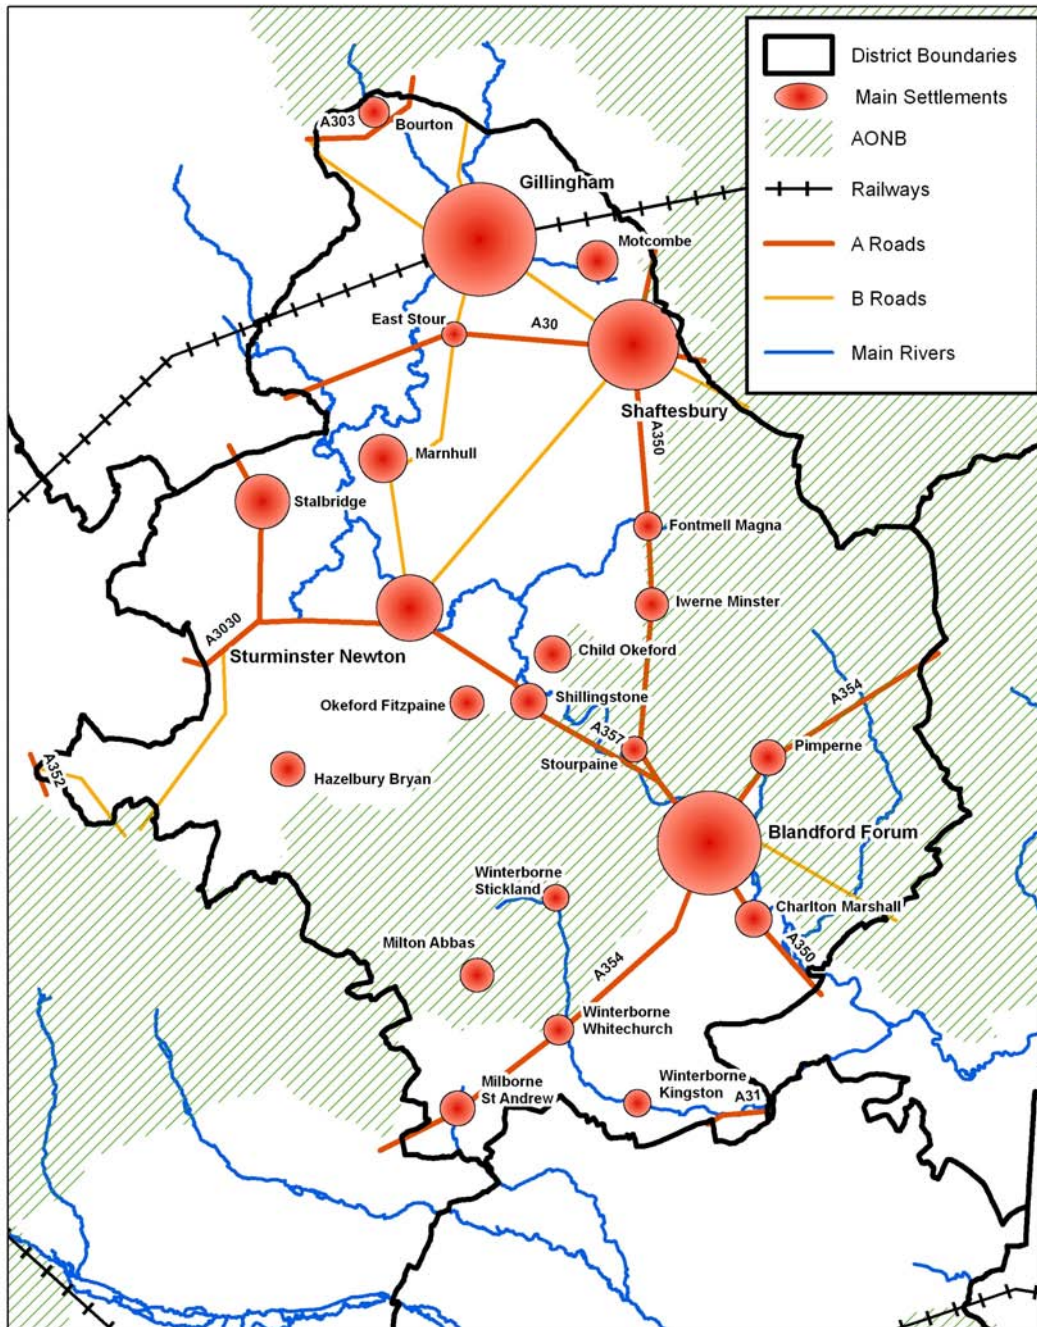 District Boundaries
Main Settlements
AONB
Railways
A Roads
B Roads
Main Rivers
A303
Bourton
Gillingham
Motcombe
East Stour
A30
Shaftesbury
A350
Marnhull
Stalbridge
Fontmell Magna
Iwerne Minster
A3030
Sturminster Newton
Child Okeford
Okeford Fitzpaine
Shillingstone
A354
A357
Stourpaine
Pimperne
A352
Hazelbury Bryan
Blandford Forum
Winterborne
Stickland
Charlton Marshall
Milton Abbas
A354
A350
Winterborne
Whitechurch
Milborne
St Andrew
Winterborne
Kingston
A31